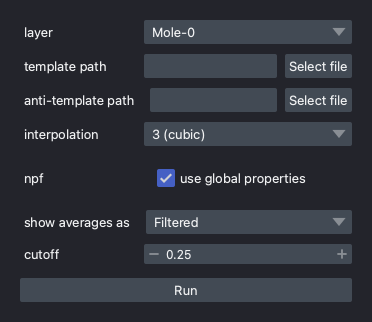 layer Mole-0
template path Select file
anti-template path Select file
interpolation 3 (cubic)
npf use global properties
show averages as Filtered
cutoff − 0.25 +
Run